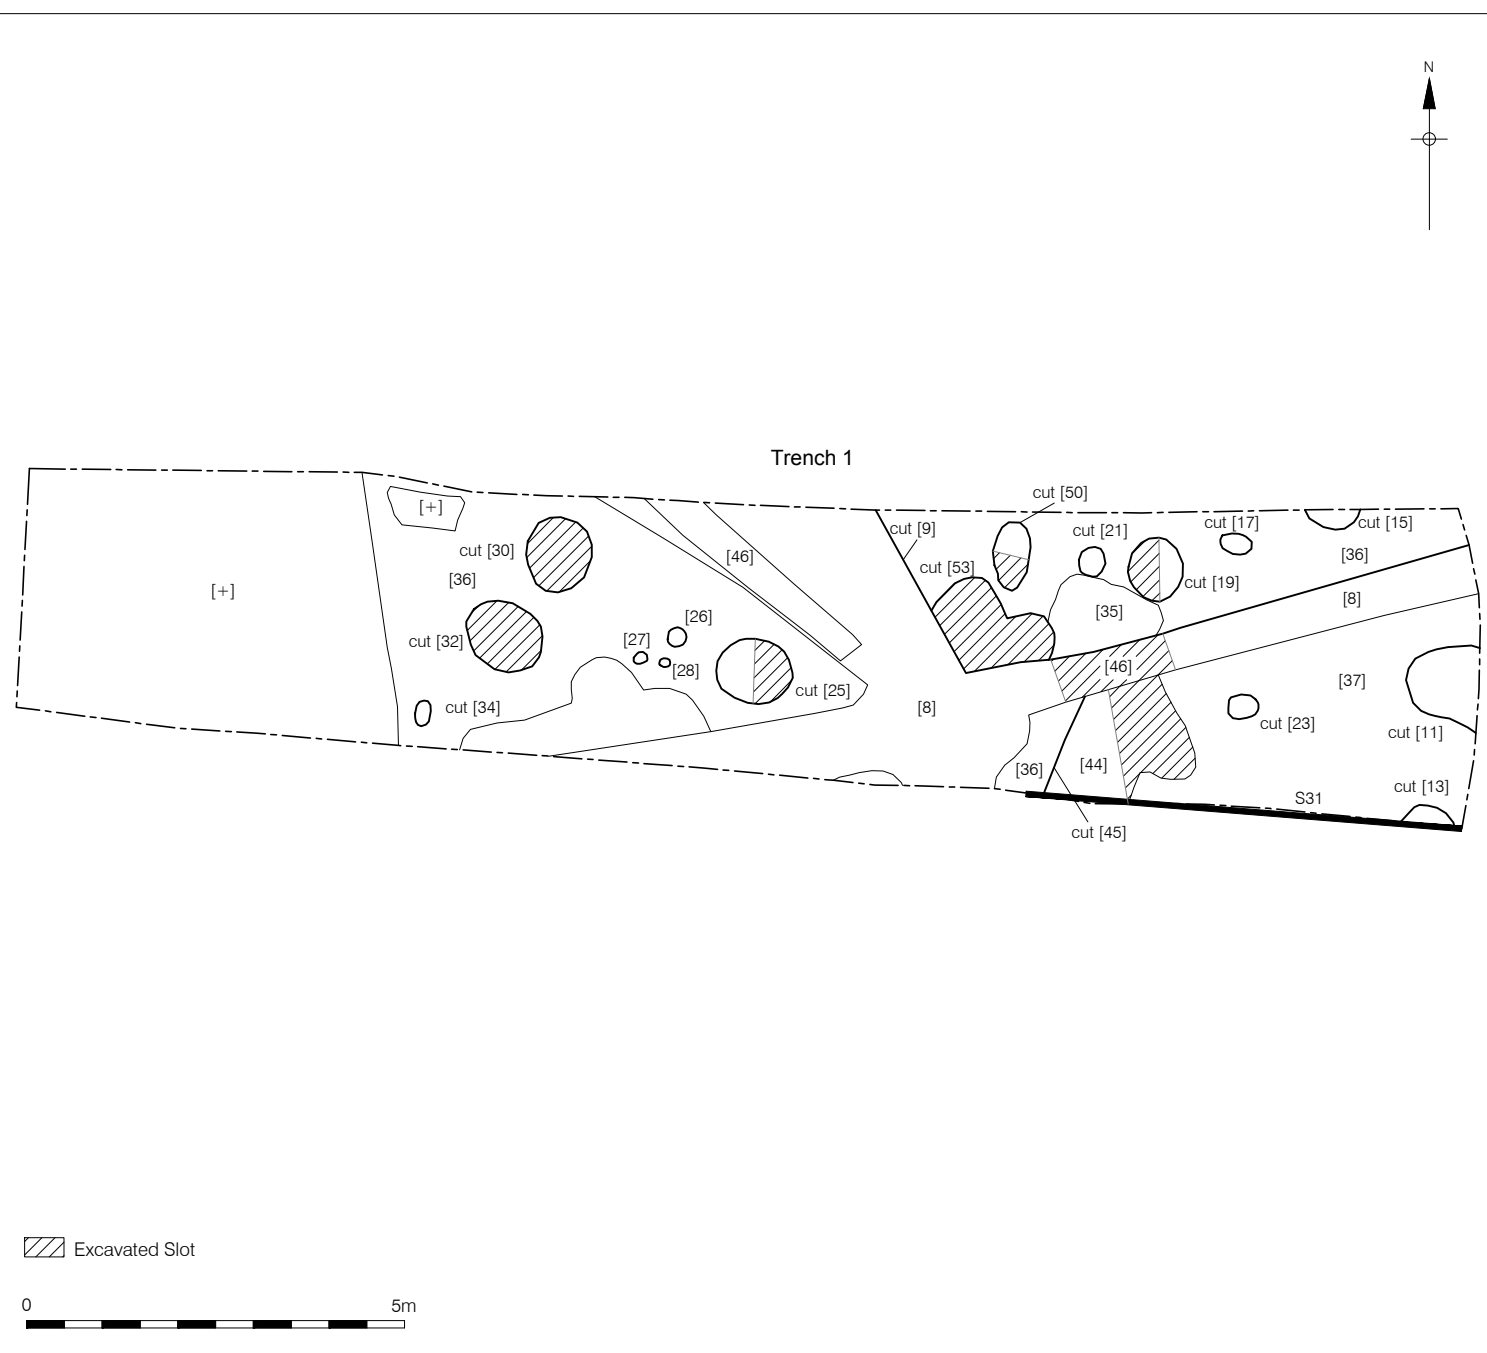 N
Trench 1
cut [50]
cut [9]
cut [21]
cut [17]
cut [15]
[+]
cut [30]
[46]
[36]
cut [53]
[36]
cut [19]
[+]
[8]
[35]
[26]
[27]
cut [32]
[28]
[46]
[37]
cut [25]
cut [34]
[8]
cut [23]
cut [11]
[36]
[44]
cut [13]
S31
cut [45]
Excavated Slot
0 5m